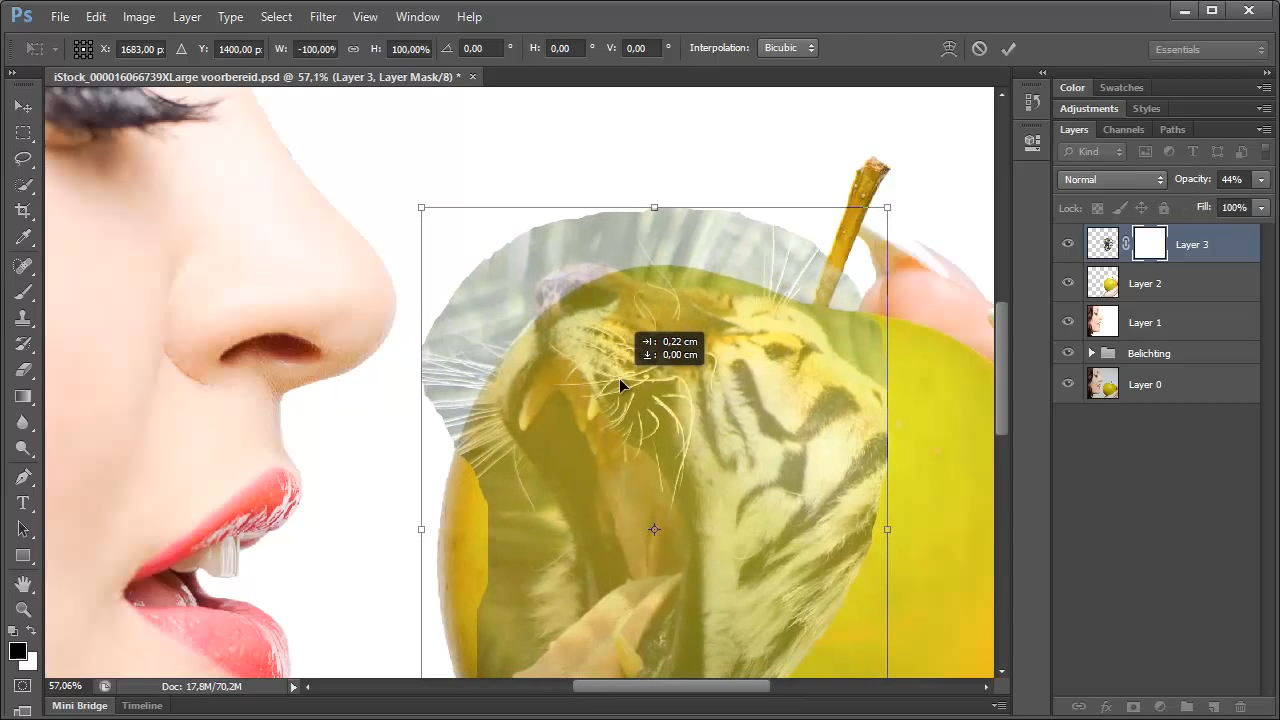 Ps File Edit Image Layer Type Select Filter View Window Help
X: 1683,00 px Y: 1400,00 px W: -100,00% H: 100,00% 0,00 ° H: 0,00 ° V: 0,00 ° Interpolation: Bicubic Essentials
iStock_000016066739XLarge voorbereid.psd @ 57,1% (Layer 3, Layer Mask/8) * ×
Color Swatches
Adjustments Styles
Layers Channels Paths
Kind
Normal Opacity: 44%
Lock: Fill: 100%
Layer 3
Layer 2
Layer 1
Belichting
Layer 0
0,22 cm
0,00 cm
57,06% Doc: 17,8M/70,2M
Mini Bridge Timeline